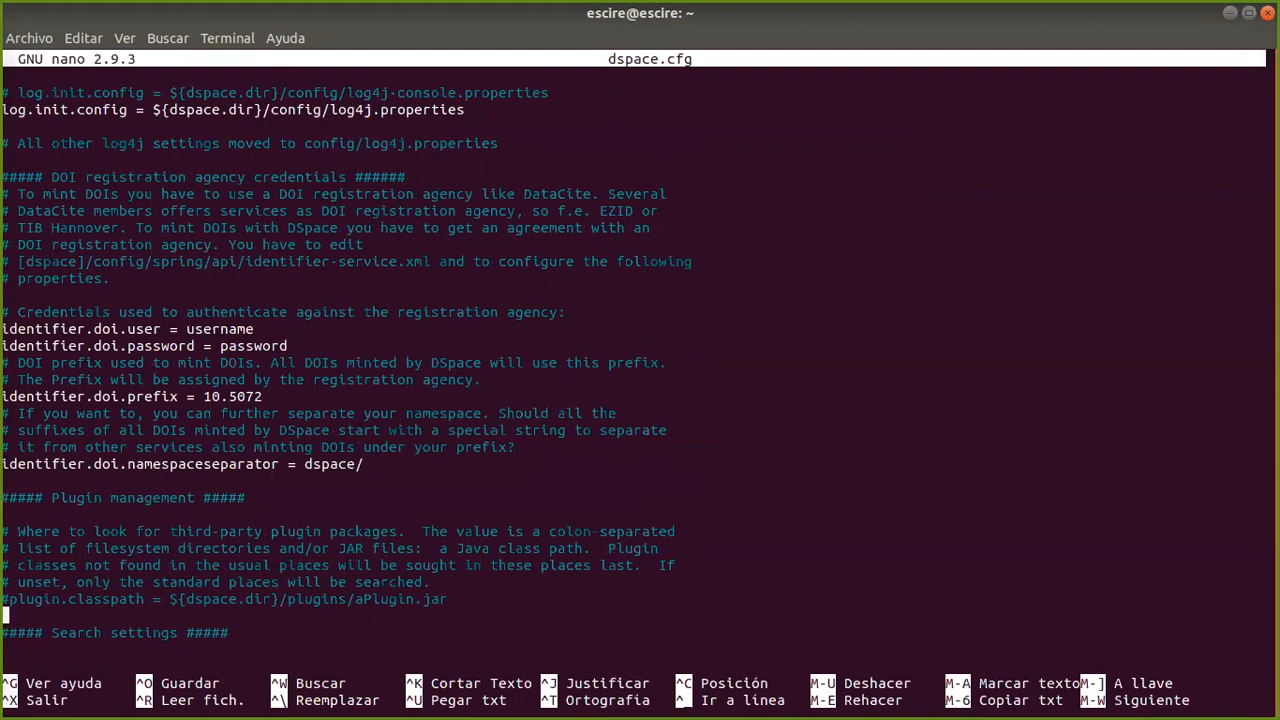 escire@escire: ~
Archivo Editar Ver Buscar Terminal Ayuda
GNU nano 2.9.3 dspace.cfg
# log.init.config = ${dspace.dir}/config/log4j-console.properties
log.init.config = ${dspace.dir}/config/log4j.properties
# All other log4j settings moved to config/log4j.properties
##### DOI registration agency credentials ######
# To mint DOIs you have to use a DOI registration agency like DataCite. Several
# DataCite members offers services as DOI registration agency, so f.e. EZID or
# TIB Hannover. To mint DOIs with DSpace you have to get an agreement with an
# DOI registration agency. You have to edit
# [dspace]/config/spring/api/identifier-service.xml and to configure the following
# properties.
# Credentials used to authenticate against the registration agency:
identifier.doi.user = username
identifier.doi.password = password
# DOI prefix used to mint DOIs. All DOIs minted by DSpace will use this prefix.
# The Prefix will be assigned by the registration agency.
identifier.doi.prefix = 10.5072
# If you want to, you can further separate your namespace. Should all the
# suffixes of all DOIs minted by DSpace start with a special string to separate
# it from other services also minting DOIs under your prefix?
identifier.doi.namespaceseparator = dspace/
##### Plugin management #####
# Where to look for third-party plugin packages.  The value is a colon-separated
# list of filesystem directories and/or JAR files:  a Java class path.  Plugin
# classes not found in the usual places will be sought in these places last.  If
# unset, only the standard places will be searched.
#plugin.classpath = ${dspace.dir}/plugins/aPlugin.jar
##### Search settings #####
^G Ver ayuda ^O Guardar ^W Buscar ^K Cortar Texto ^J Justificar ^C Posición M-U Deshacer M-A Marcar texto M-] A llave
^X Salir ^R Leer fich. ^\ Reemplazar ^U Pegar txt ^T Ortografía ^_ Ir a línea M-E Rehacer M-6 Copiar txt M-W Siguiente